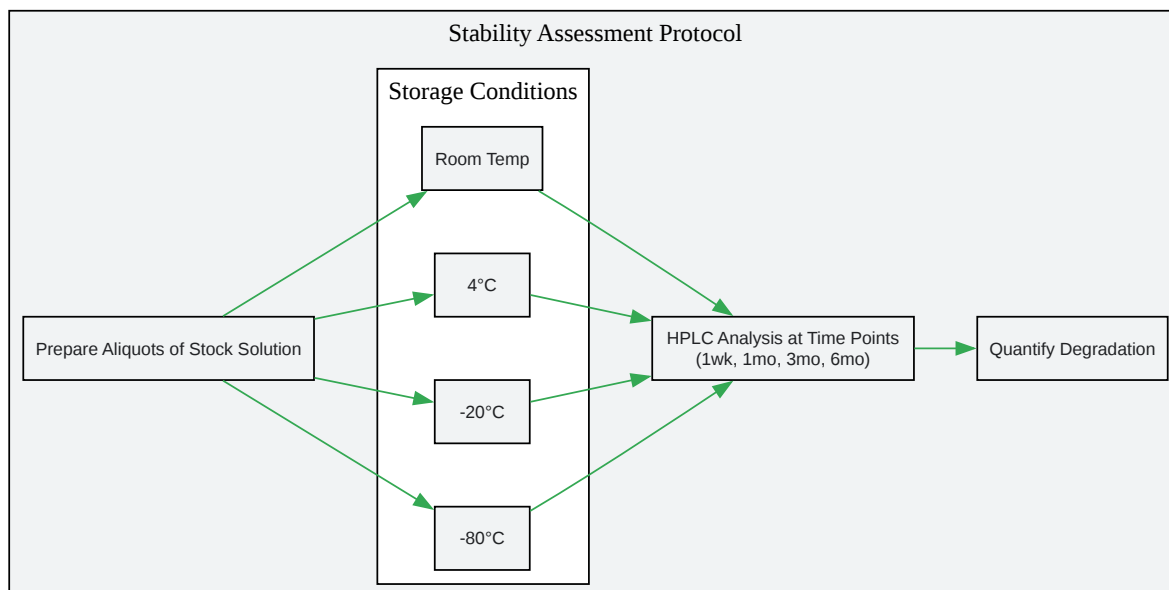 Stability Assessment Protocol
Storage Conditions
Room Temp
4°C
Prepare Aliquots of Stock Solution
HPLC Analysis at Time Points
(1wk, 1mo, 3mo, 6mo)
Quantify Degradation
-20°C
-80°C